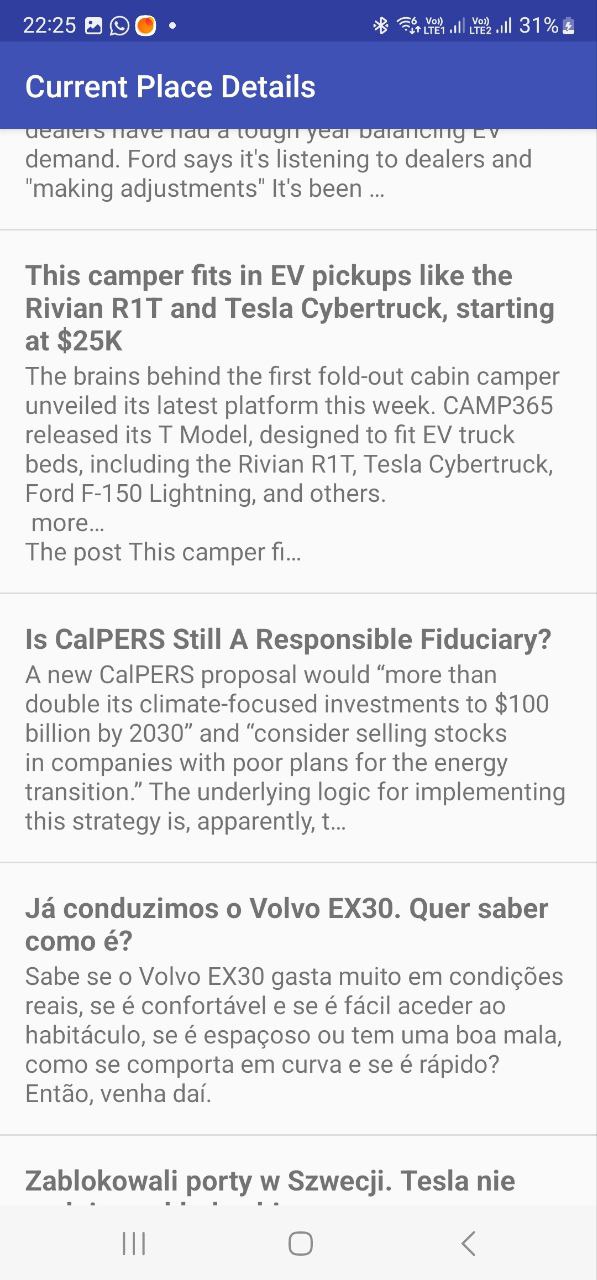 22:25
Vo)) LTE1 Vo)) LTE2 31%
Current Place Details
dealers have had a tough year balancing EV
demand. Ford says it's listening to dealers and
"making adjustments" It's been ...
This camper fits in EV pickups like the
Rivian R1T and Tesla Cybertruck, starting
at $25K
The brains behind the first fold-out cabin camper
unveiled its latest platform this week. CAMP365
released its T Model, designed to fit EV truck
beds, including the Rivian R1T, Tesla Cybertruck,
Ford F-150 Lightning, and others.
more…
The post This camper fi...
Is CalPERS Still A Responsible Fiduciary?
A new CalPERS proposal would “more than
double its climate-focused investments to $100
billion by 2030” and “consider selling stocks
in companies with poor plans for the energy
transition.” The underlying logic for implementing
this strategy is, apparently, t...
Já conduzimos o Volvo EX30. Quer saber
como é?
Sabe se o Volvo EX30 gasta muito em condições
reais, se é confortável e se é fácil aceder ao
habitáculo, se é espaçoso ou tem uma boa mala,
como se comporta em curva e se é rápido?
Então, venha daí.
Zablokowali porty w Szwecji. Tesla nie